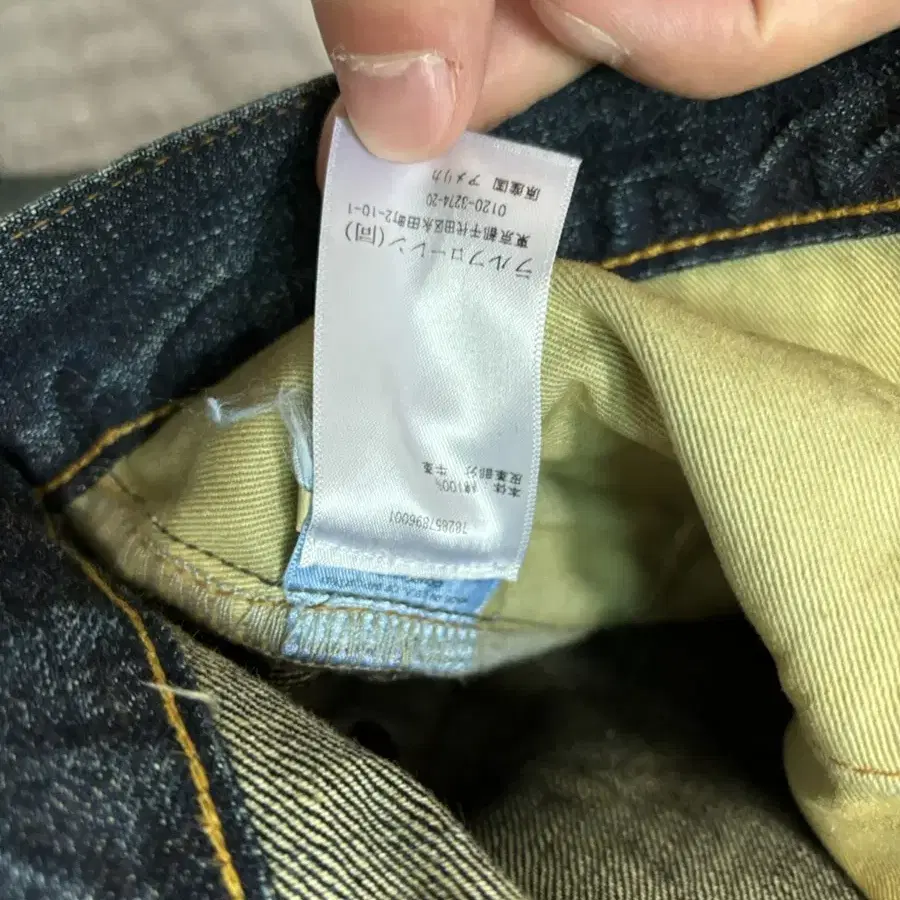 782857896001
本体 綿100%
皮革部分 牛革
ラルフローレン(同)
東京都千代田区永田町2-10-1
0120-3274-20
原産国 アメリカ